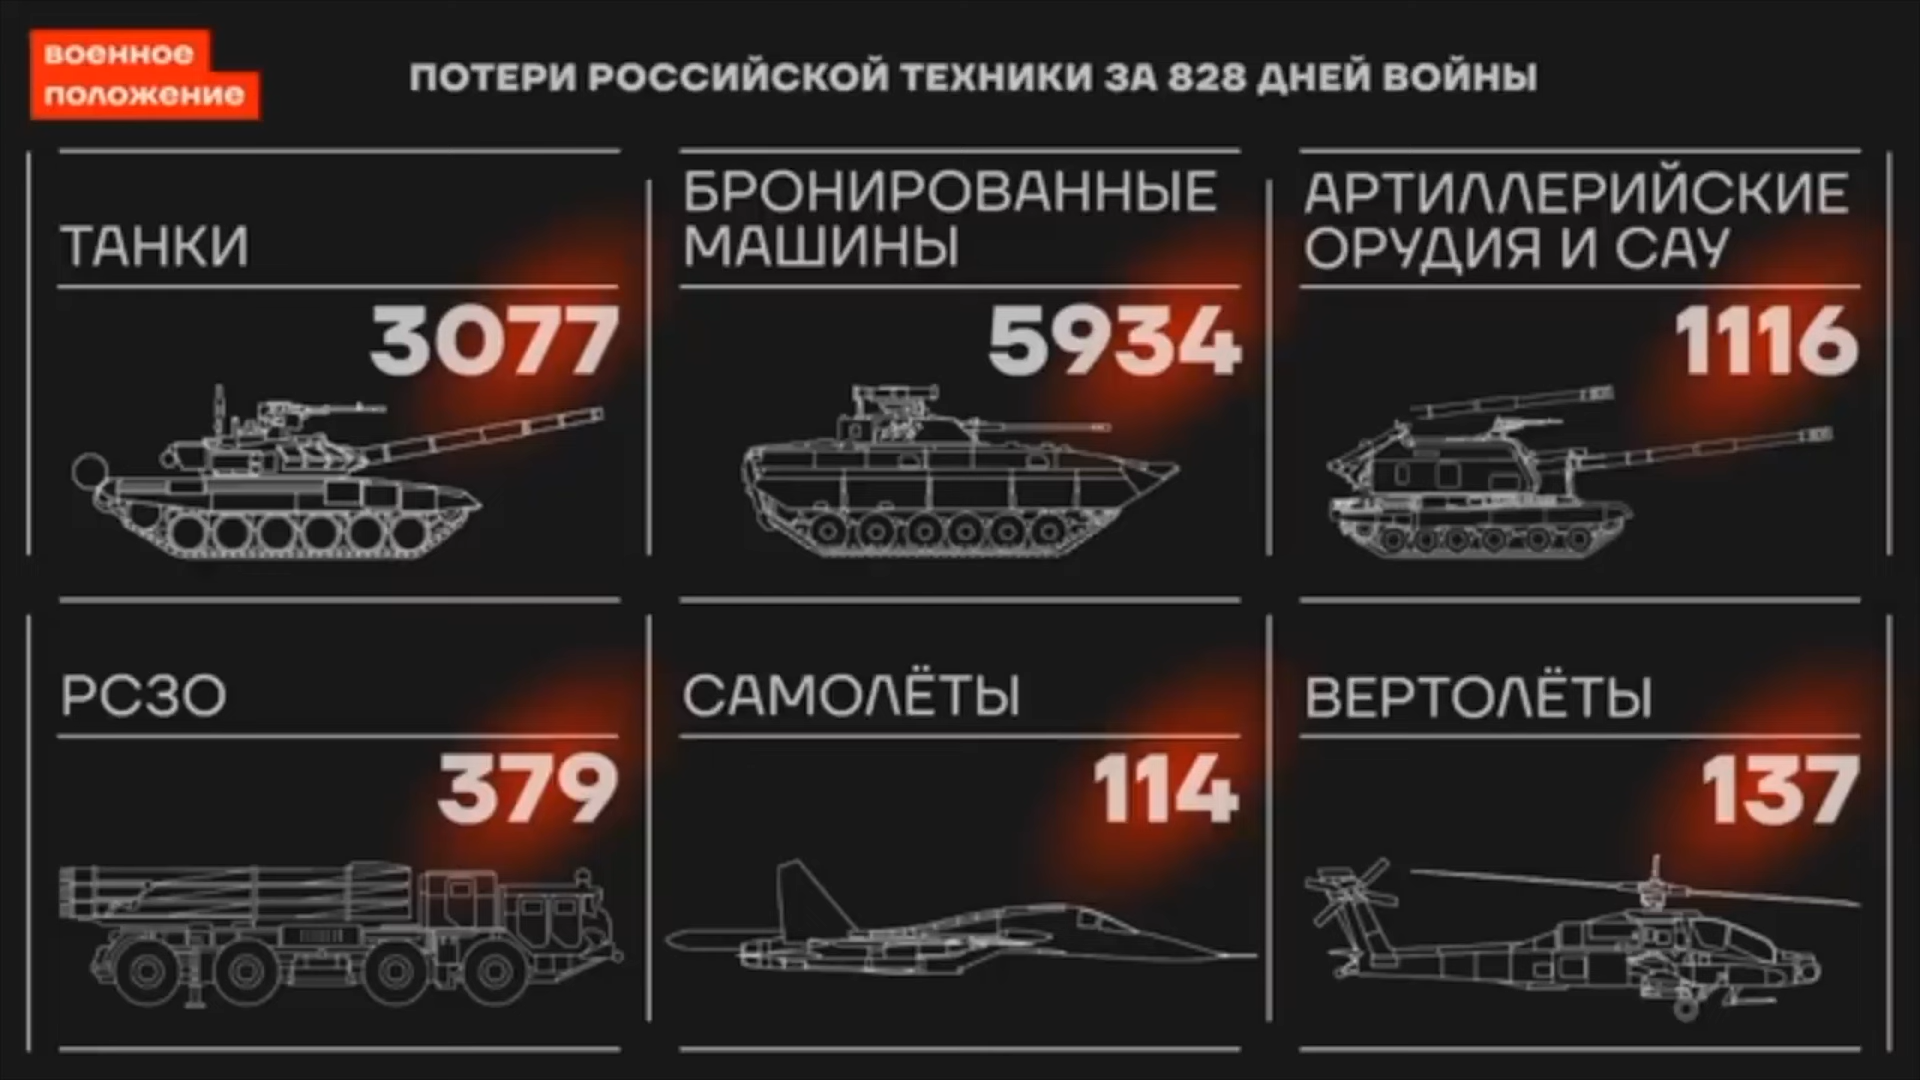 военное
положение
ПОТЕРИ РОССИЙСКОЙ ТЕХНИКИ ЗА 828 ДНЕЙ ВОЙНЫ
ТАНКИ
3077
БРОНИРОВАННЫЕ
МАШИНЫ
5934
АРТИЛЛЕРИЙСКИЕ
ОРУДИЯ И САУ
1116
РСЗО
379
САМОЛЁТЫ
114
ВЕРТОЛЁТЫ
137